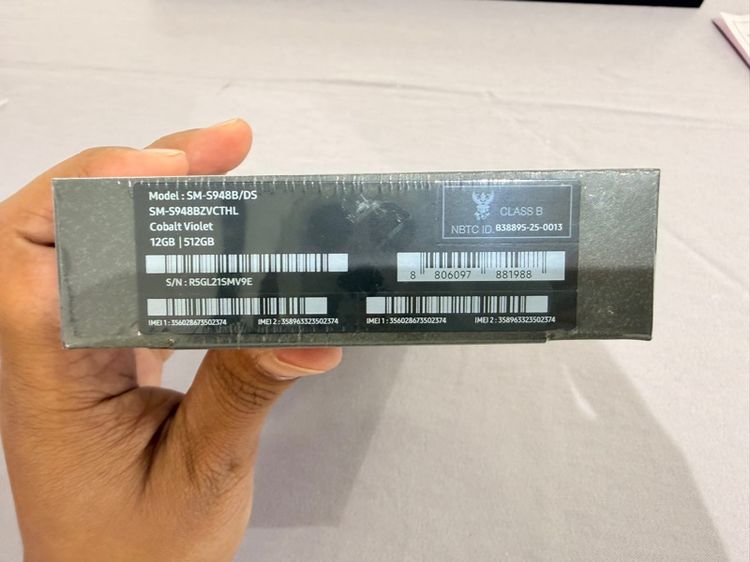 Model : SM-S948B/DS
SM-S948BZVCTHL
Cobalt Violet
12GB | 512GB
S/N : R5GL21SMV9E
IMEI 1 : 356028673502374 IMEI 2 : 358963323502374
CLASS B
NBTC ID. B38895-25-0013
8 806097 881988
IMEI 1 : 356028673502374 IMEI 2 : 358963323502374